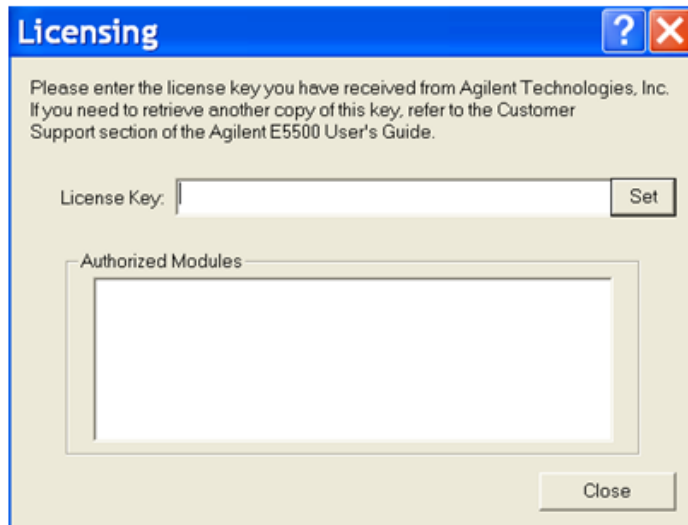 Licensing
Please enter the license key you have received from Agilent Technologies, Inc.
If you need to retrieve another copy of this key, refer to the Customer
Support section of the Agilent E5500 User's Guide.
License Key:
Set
Authorized Modules
Close